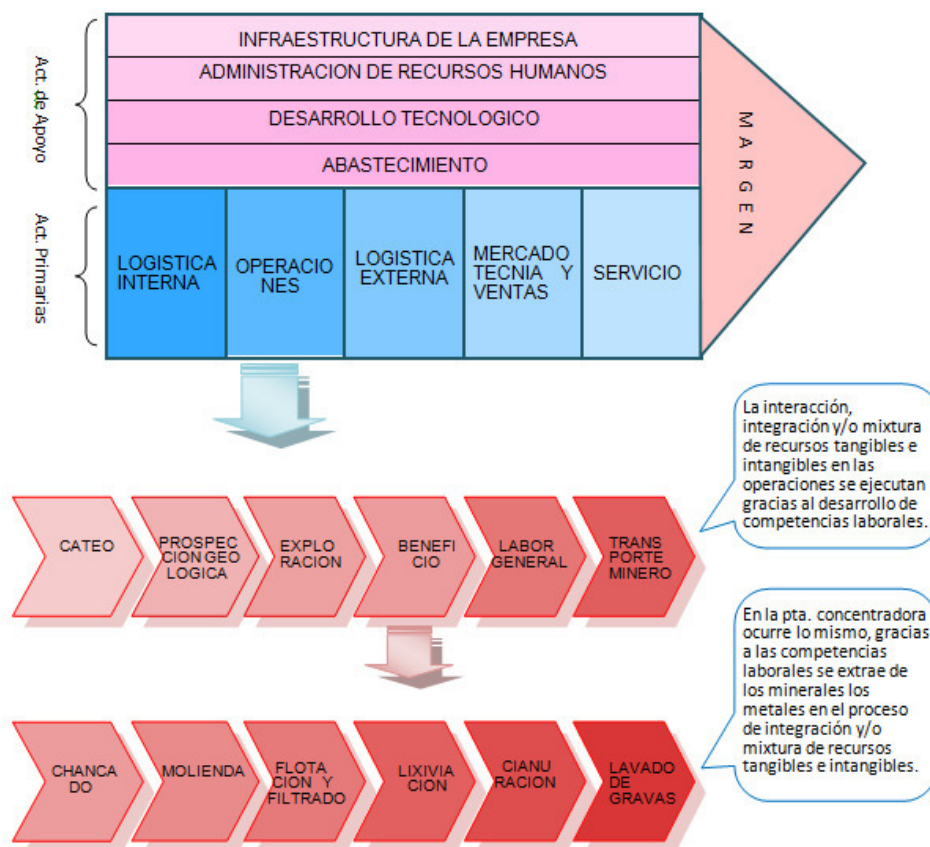 Act. de Apoyo
INFRAESTRUCTURA DE LA EMPRESA
ADMINISTRACION DE RECURSOS HUMANOS
DESARROLLO TECNOLOGICO
ABASTECIMIENTO
MARGEN
Act. Primarias
LOGISTICA
INTERNA
OPERACIO
NES
LOGISTICA
EXTERNA
MERCADO
TECNIA Y
VENTAS
SERVICIO
La interacción,
integración y/o mixtura
de recursos tangibles e
intangibles en las
operaciones se ejecutan
gracias al desarrollo de
competencias laborales.
CATEO
PROSPEC
CION GEO
LOGICA
EXPLO
RACION
BENEFI
CIO
LABOR
GENERAL
TRANS
PORTE
MINERO
En la pta. concentradora
ocurre lo mismo, gracias
a las competencias
laborales se extrae de
los minerales los
metales en el proceso
de integración y/o
mixtura de recursos
tangibles e intangibles.
CHANCA
DO
MOLIENDA
FLOTA
CION Y
FILTRADO
LIXIVIA
CION
CIANU
RACION
LAVADO
DE
GRAVAS